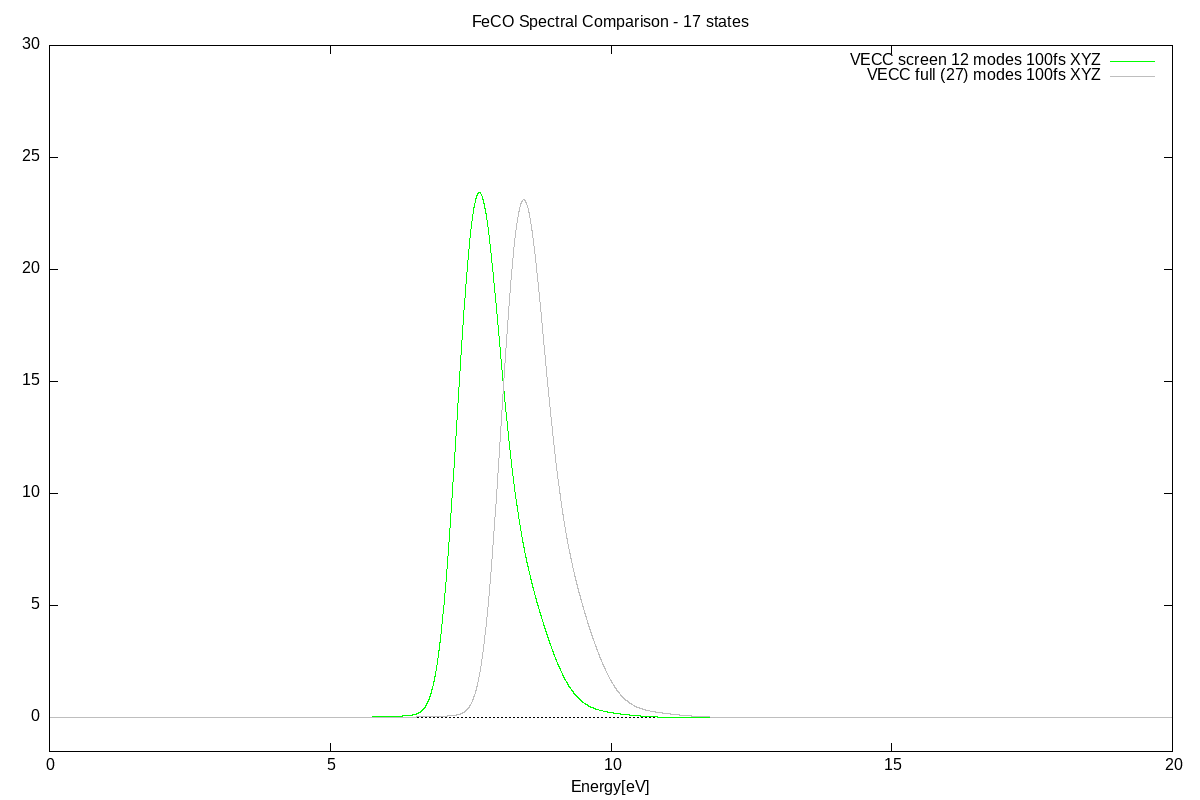 FeCO Spectral Comparison - 17 states
30
VECC screen 12 modes 100fs XYZ
VECC full (27) modes 100fs XYZ
25
20
15
10
5
0
0 5 10 15 20
Energy[eV]